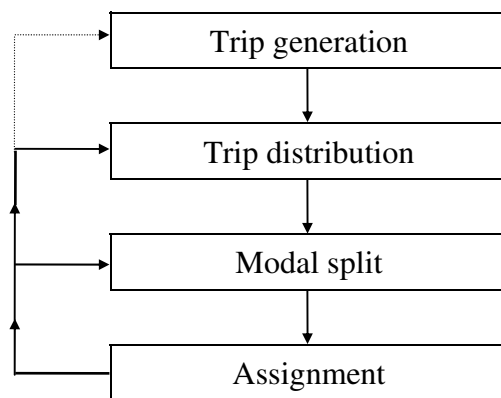 Trip generation
Trip distribution
Modal split
Assignment